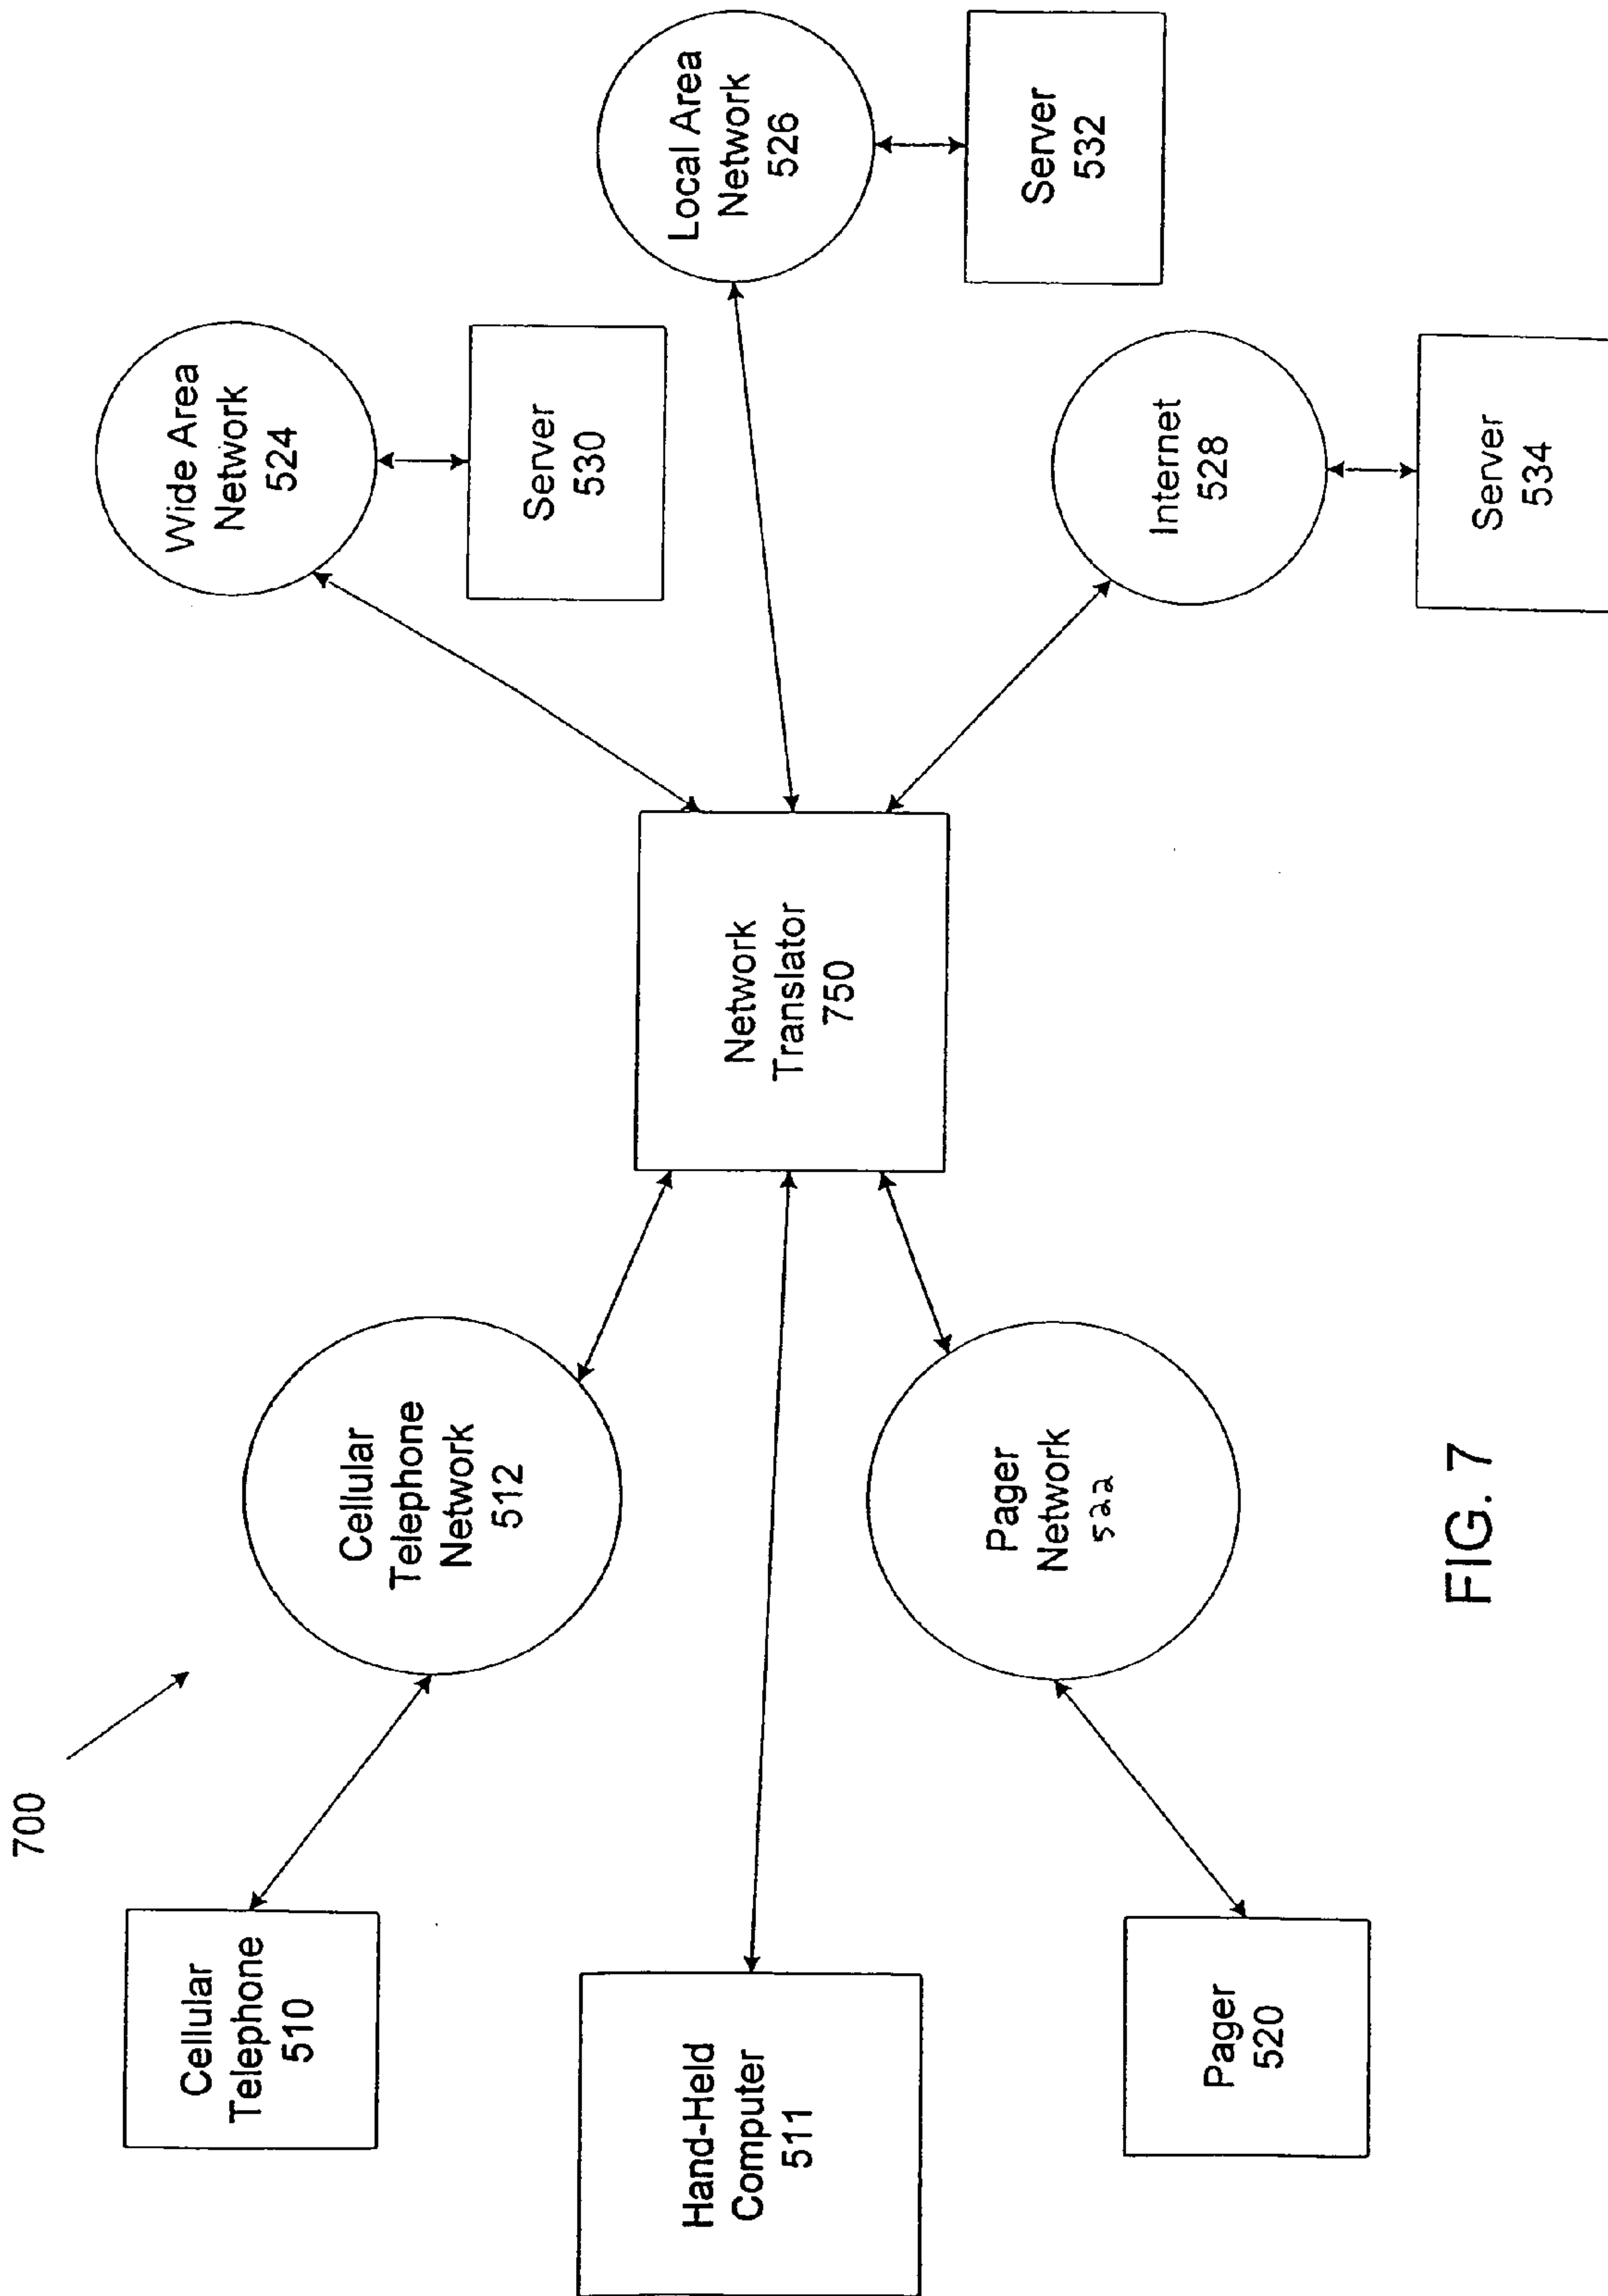 700
Cellular
Telephone
510
Hand-Held
Computer
511
Pager
520
Cellular
Telephone
Network
512
Pager
Network
522
Network
Translator
750
Wide Area
Network
524
Server
530
Local Area
Network
526
Server
532
Internet
528
Server
534
FIG. 7